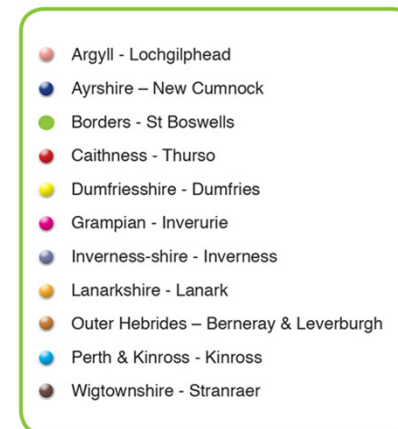 Argyll - Lochgilphead
Ayrshire – New Cumnock
Borders - St Boswells
Caithness - Thurso
Dumfriesshire - Dumfries
Grampian - Inverurie
Inverness-shire - Inverness
Lanarkshire - Lanark
Outer Hebrides – Berneray & Leverburgh
Perth & Kinross - Kinross
Wigtownshire - Stranraer